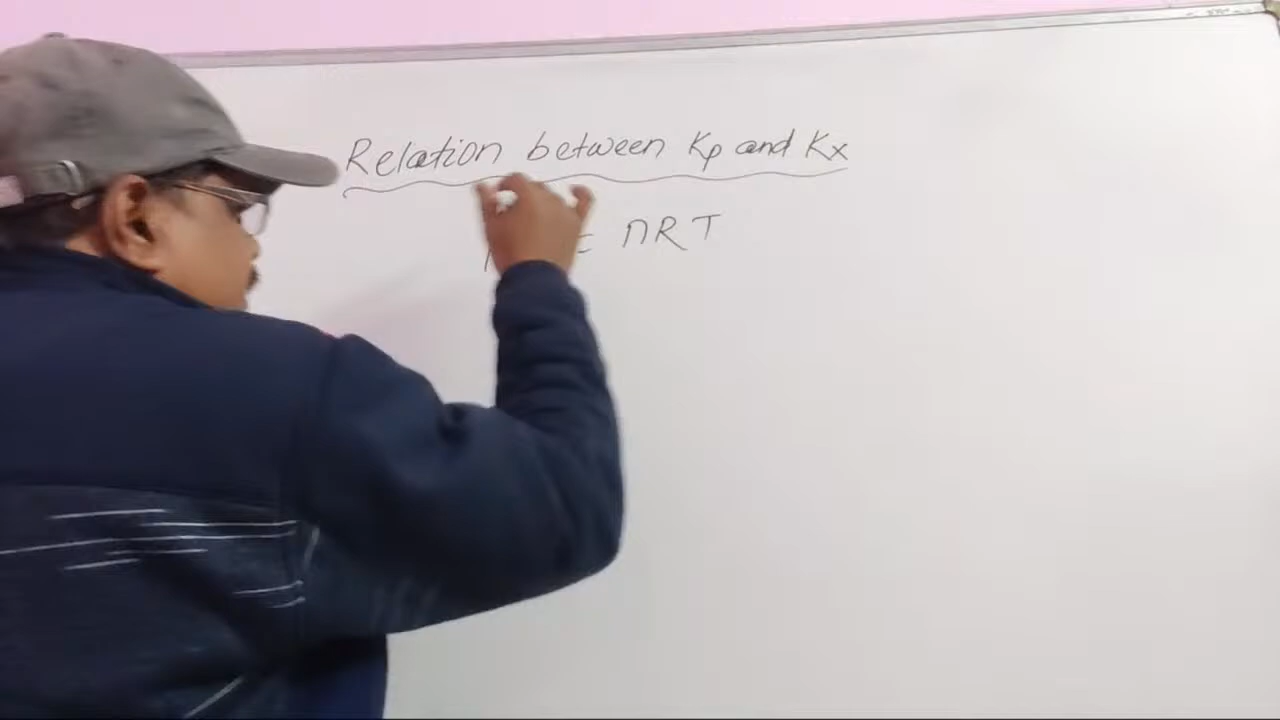 Relation between Kp and Kx
= nRT